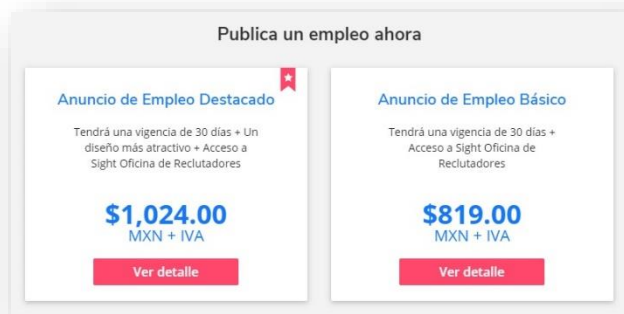 Publica un empleo ahora
Anuncio de Empleo Destacado
Tendrá una vigencia de 30 días + Un
diseño más atractivo + Acceso a
Sight Oficina de Reclutadores
$1,024.00
MXN + IVA
Ver detalle
Anuncio de Empleo Básico
Tendrá una vigencia de 30 días +
Acceso a Sight Oficina de
Reclutadores
$819.00
MXN + IVA
Ver detalle